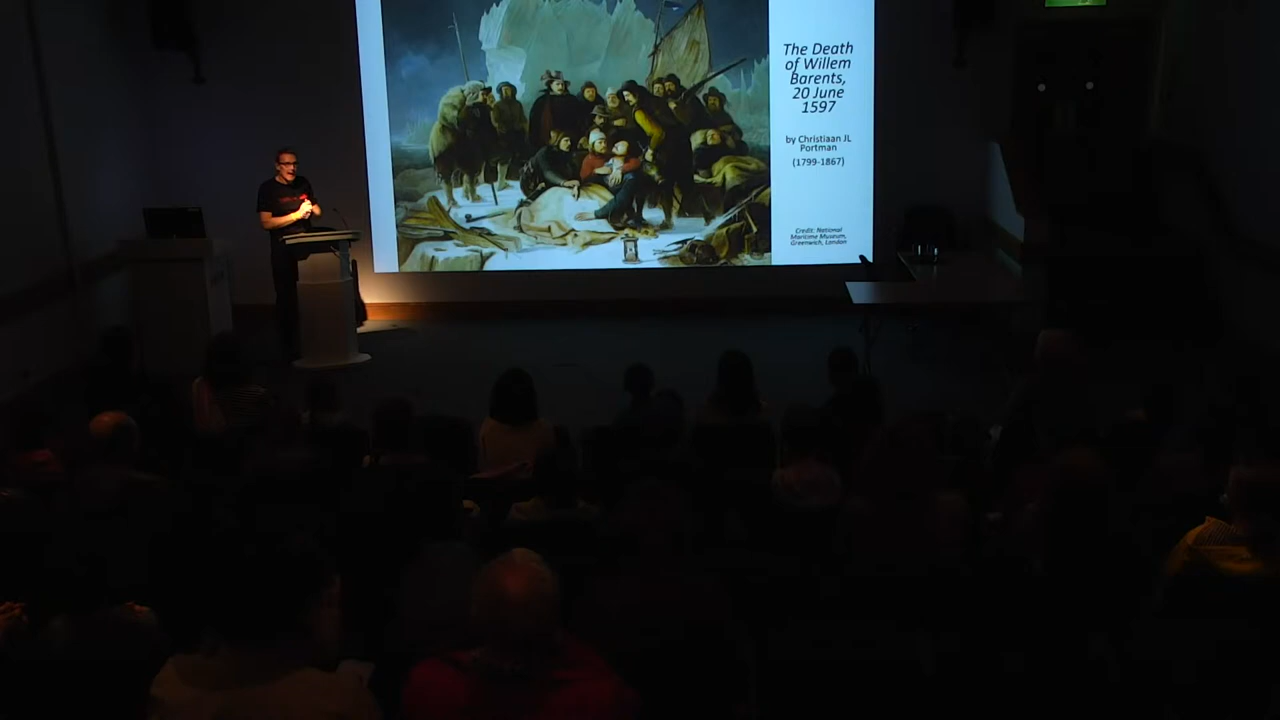 The Death
of Willem
Barents,
20 June
1597
by Christiaan JL
Portman
(1799-1867)
Credit: National
Maritime Museum,
Greenwich, London